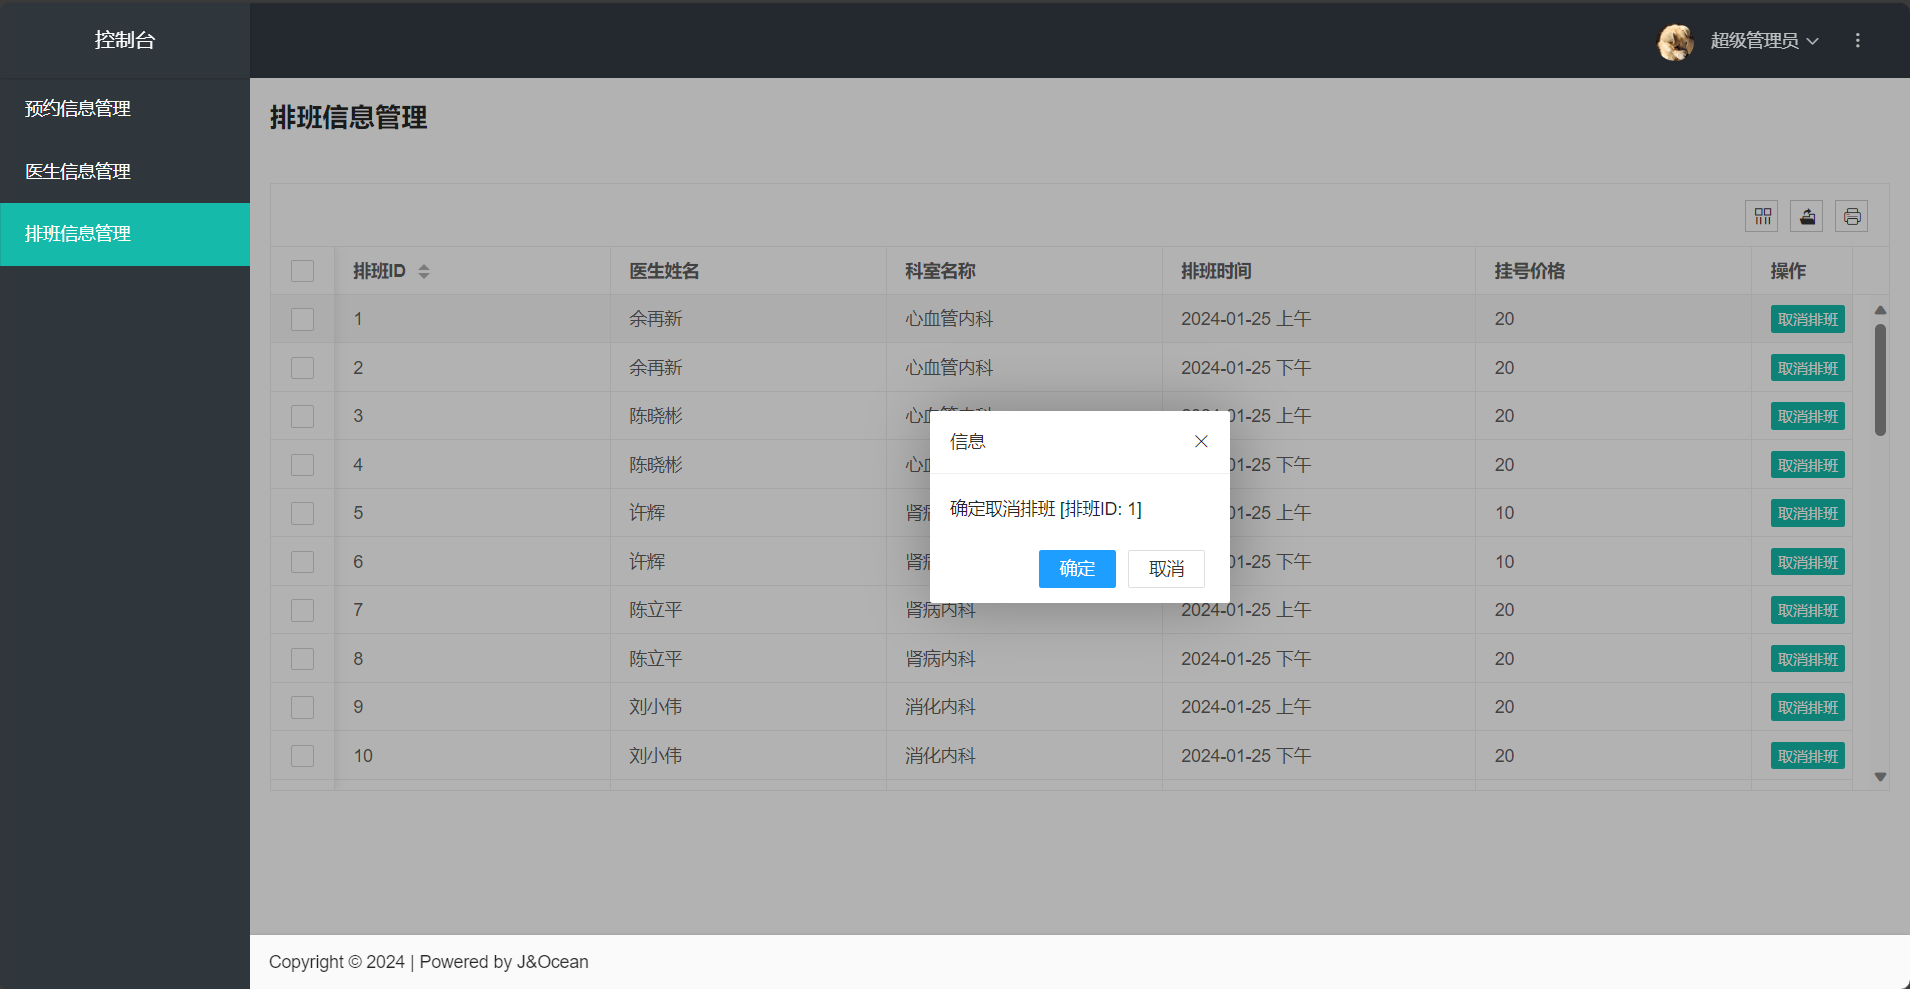 控制台
超级管理员
预约信息管理
医生信息管理
排班信息管理
排班信息管理
排班ID 医生姓名 科室名称 排班时间 挂号价格 操作
1 余再新 心血管内科 2024-01-25 上午 20 取消排班
2 余再新 心血管内科 2024-01-25 下午 20 取消排班
3 陈晓彬 心血管内科 2024-01-25 上午 20 取消排班
4 陈晓彬 心 01-25 下午 20 取消排班
5 许辉 肾 01-25 上午 10 取消排班
6 许辉 肾 01-25 下午 10 取消排班
7 陈立平 肾病内科 2024-01-25 上午 20 取消排班
8 陈立平 肾病内科 2024-01-25 下午 20 取消排班
9 刘小伟 消化内科 2024-01-25 上午 20 取消排班
10 刘小伟 消化内科 2024-01-25 下午 20 取消排班
信息
确定取消排班 [排班ID: 1]
确定 取消
Copyright © 2024 | Powered by J&Ocean